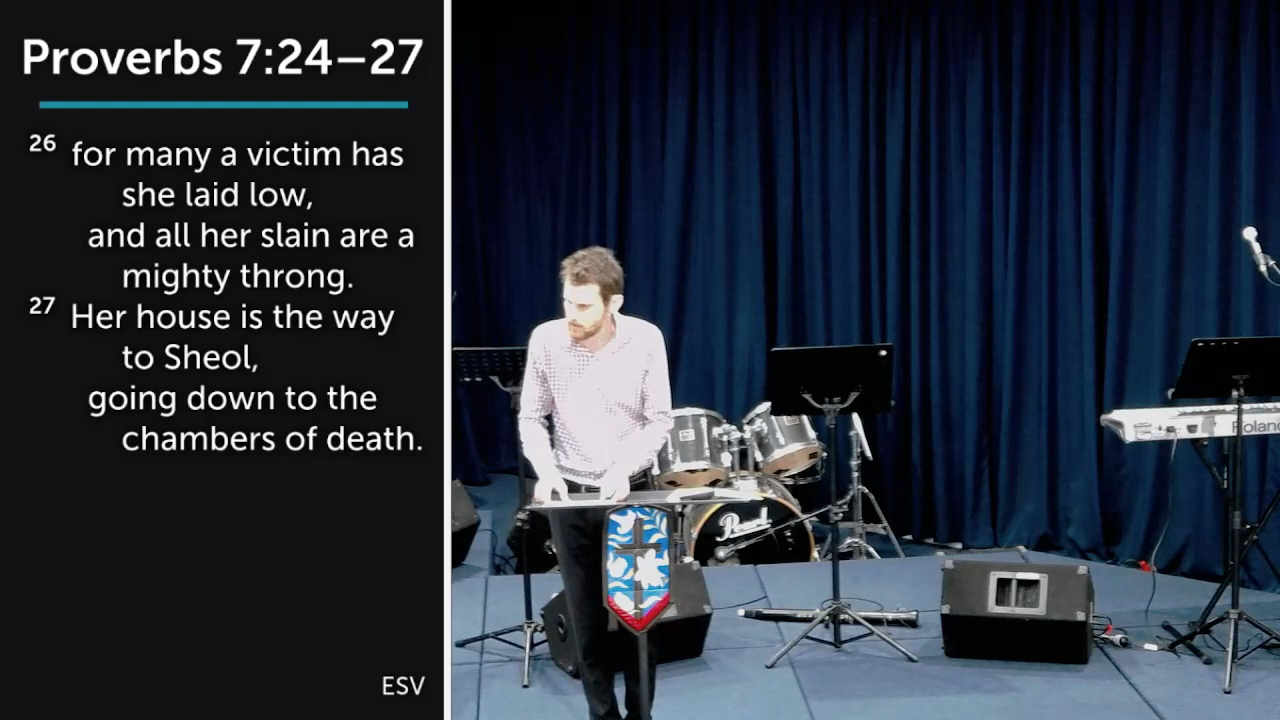 Proverbs 7:24–27
26 for many a victim has
she laid low,
and all her slain are a
mighty throng.
27 Her house is the way
to Sheol,
going down to the
chambers of death.
ESV
Pearl
Roland